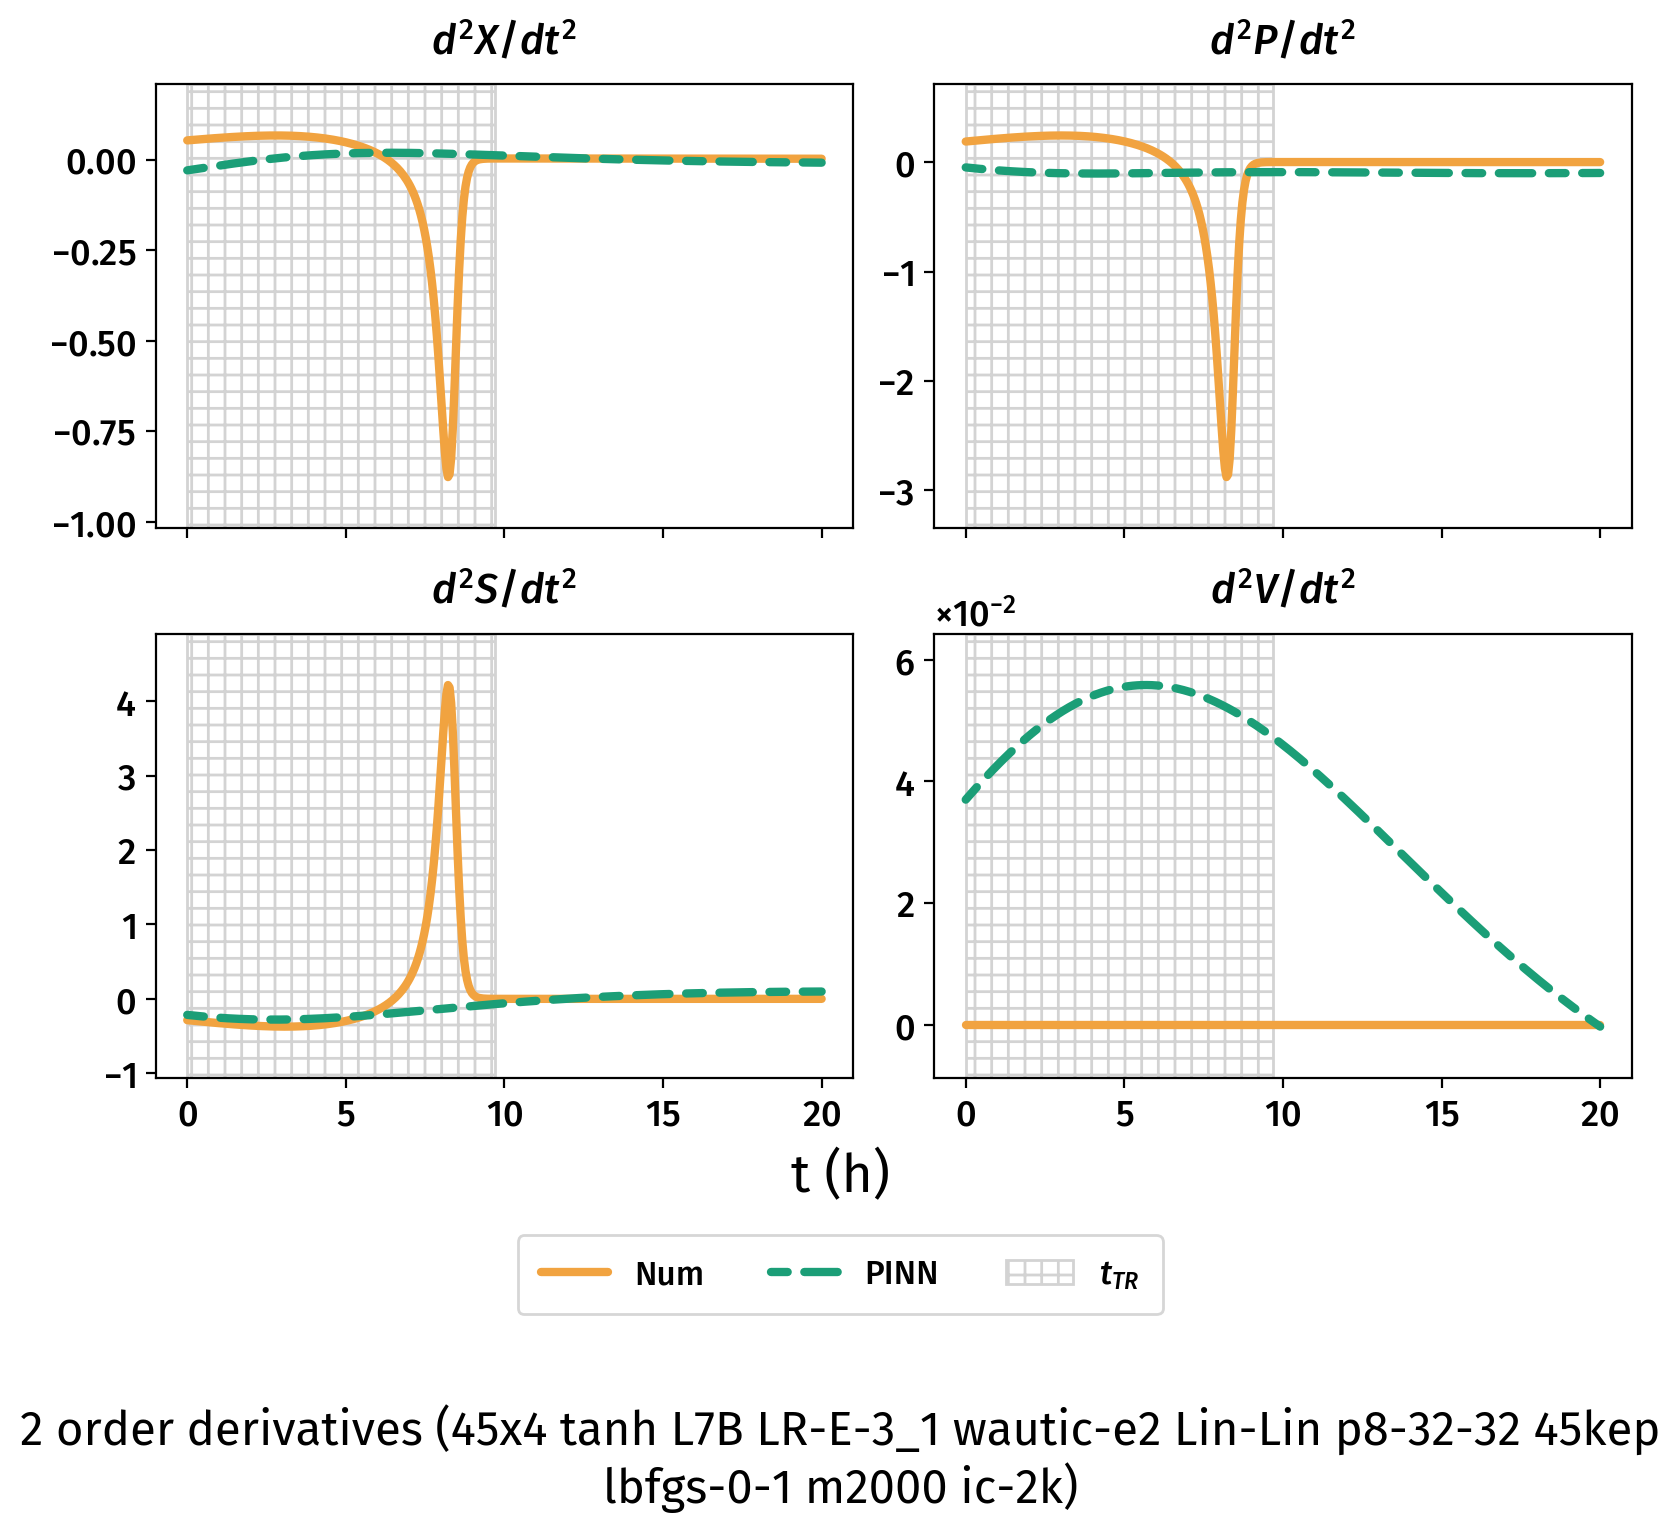 d²X/dt²
d²P/dt²
0.00
−0.25
−0.50
−0.75
−1.00
0
−1
−2
−3
d²S/dt²
d²V/dt²
×10⁻²
4
3
2
1
0
−1
6
4
2
0
0 5 10 15 20
0 5 10 15 20
t (h)
Num PINN t_TR
2 order derivatives (45x4 tanh L7B LR-E-3_1 wautic-e2 Lin-Lin p8-32-32 45kep
lbfgs-0-1 m2000 ic-2k)